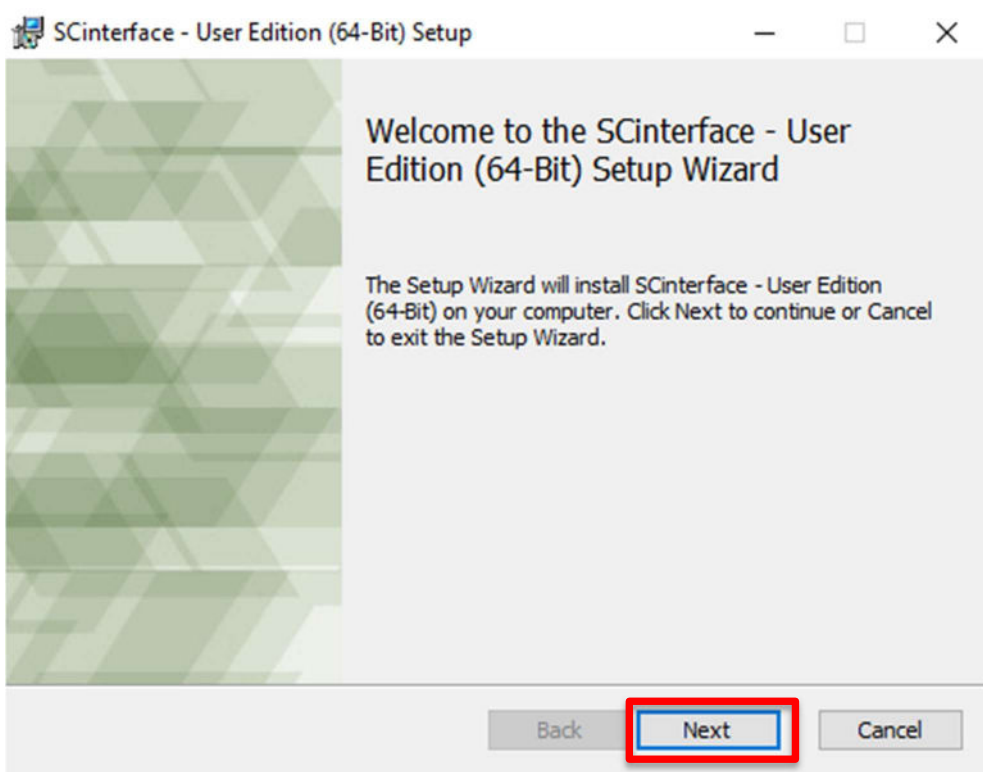 SCinterface - User Edition (64-Bit) Setup
Welcome to the SCinterface - User
Edition (64-Bit) Setup Wizard
The Setup Wizard will install SCinterface - User Edition
(64-Bit) on your computer. Click Next to continue or Cancel
to exit the Setup Wizard.
Back Next Cancel